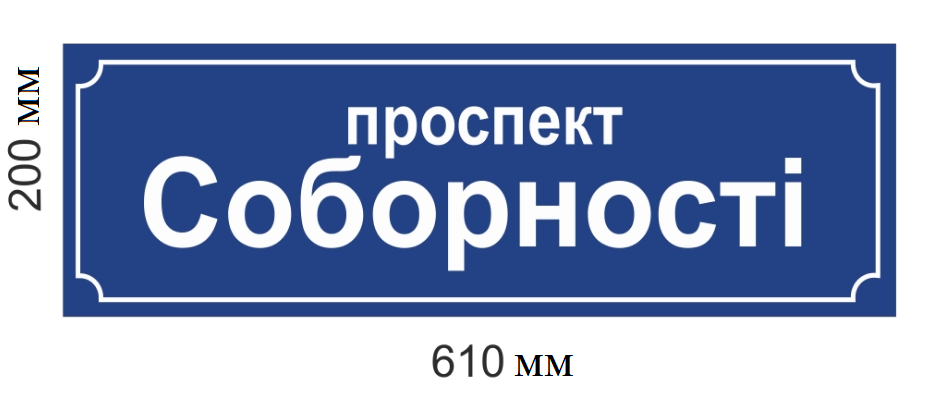 200 мм
проспект
Соборності
610 мм